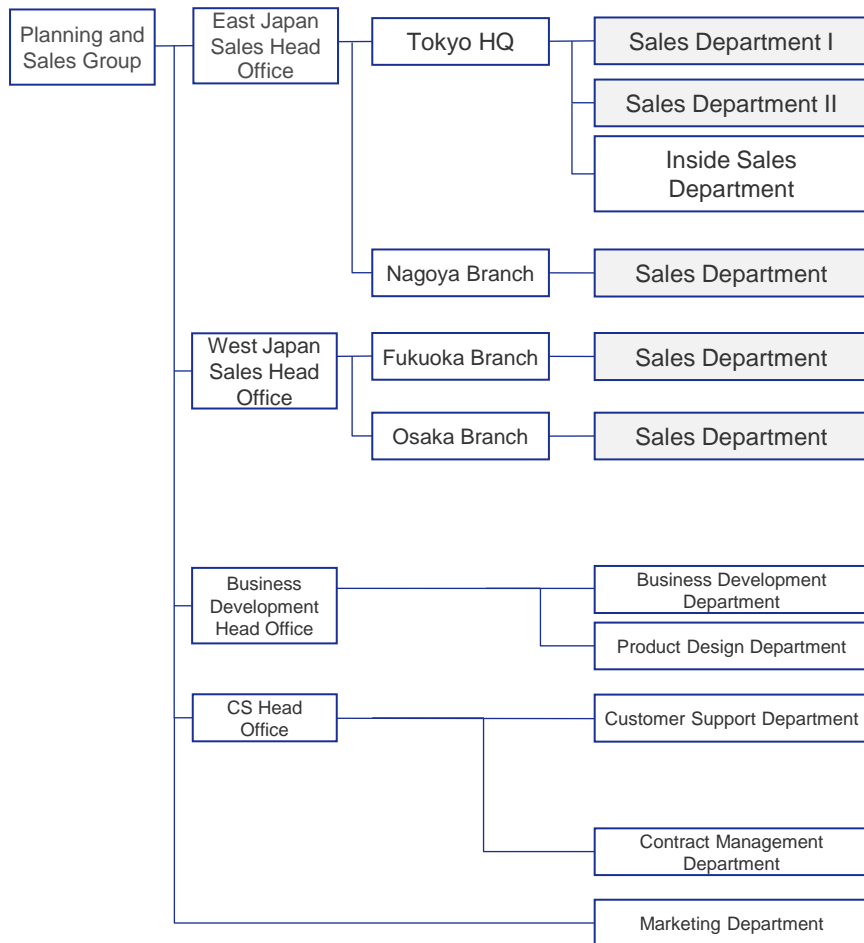 Planning and
Sales Group
East Japan
Sales Head
Office
Tokyo HQ
Sales Department I
Sales Department II
Inside Sales
Department
Nagoya Branch
Sales Department
West Japan
Sales Head
Office
Fukuoka Branch
Sales Department
Osaka Branch
Sales Department
Business
Development
Head Office
Business Development
Department
Product Design Department
CS Head
Office
Customer Support Department
Contract Management
Department
Marketing Department